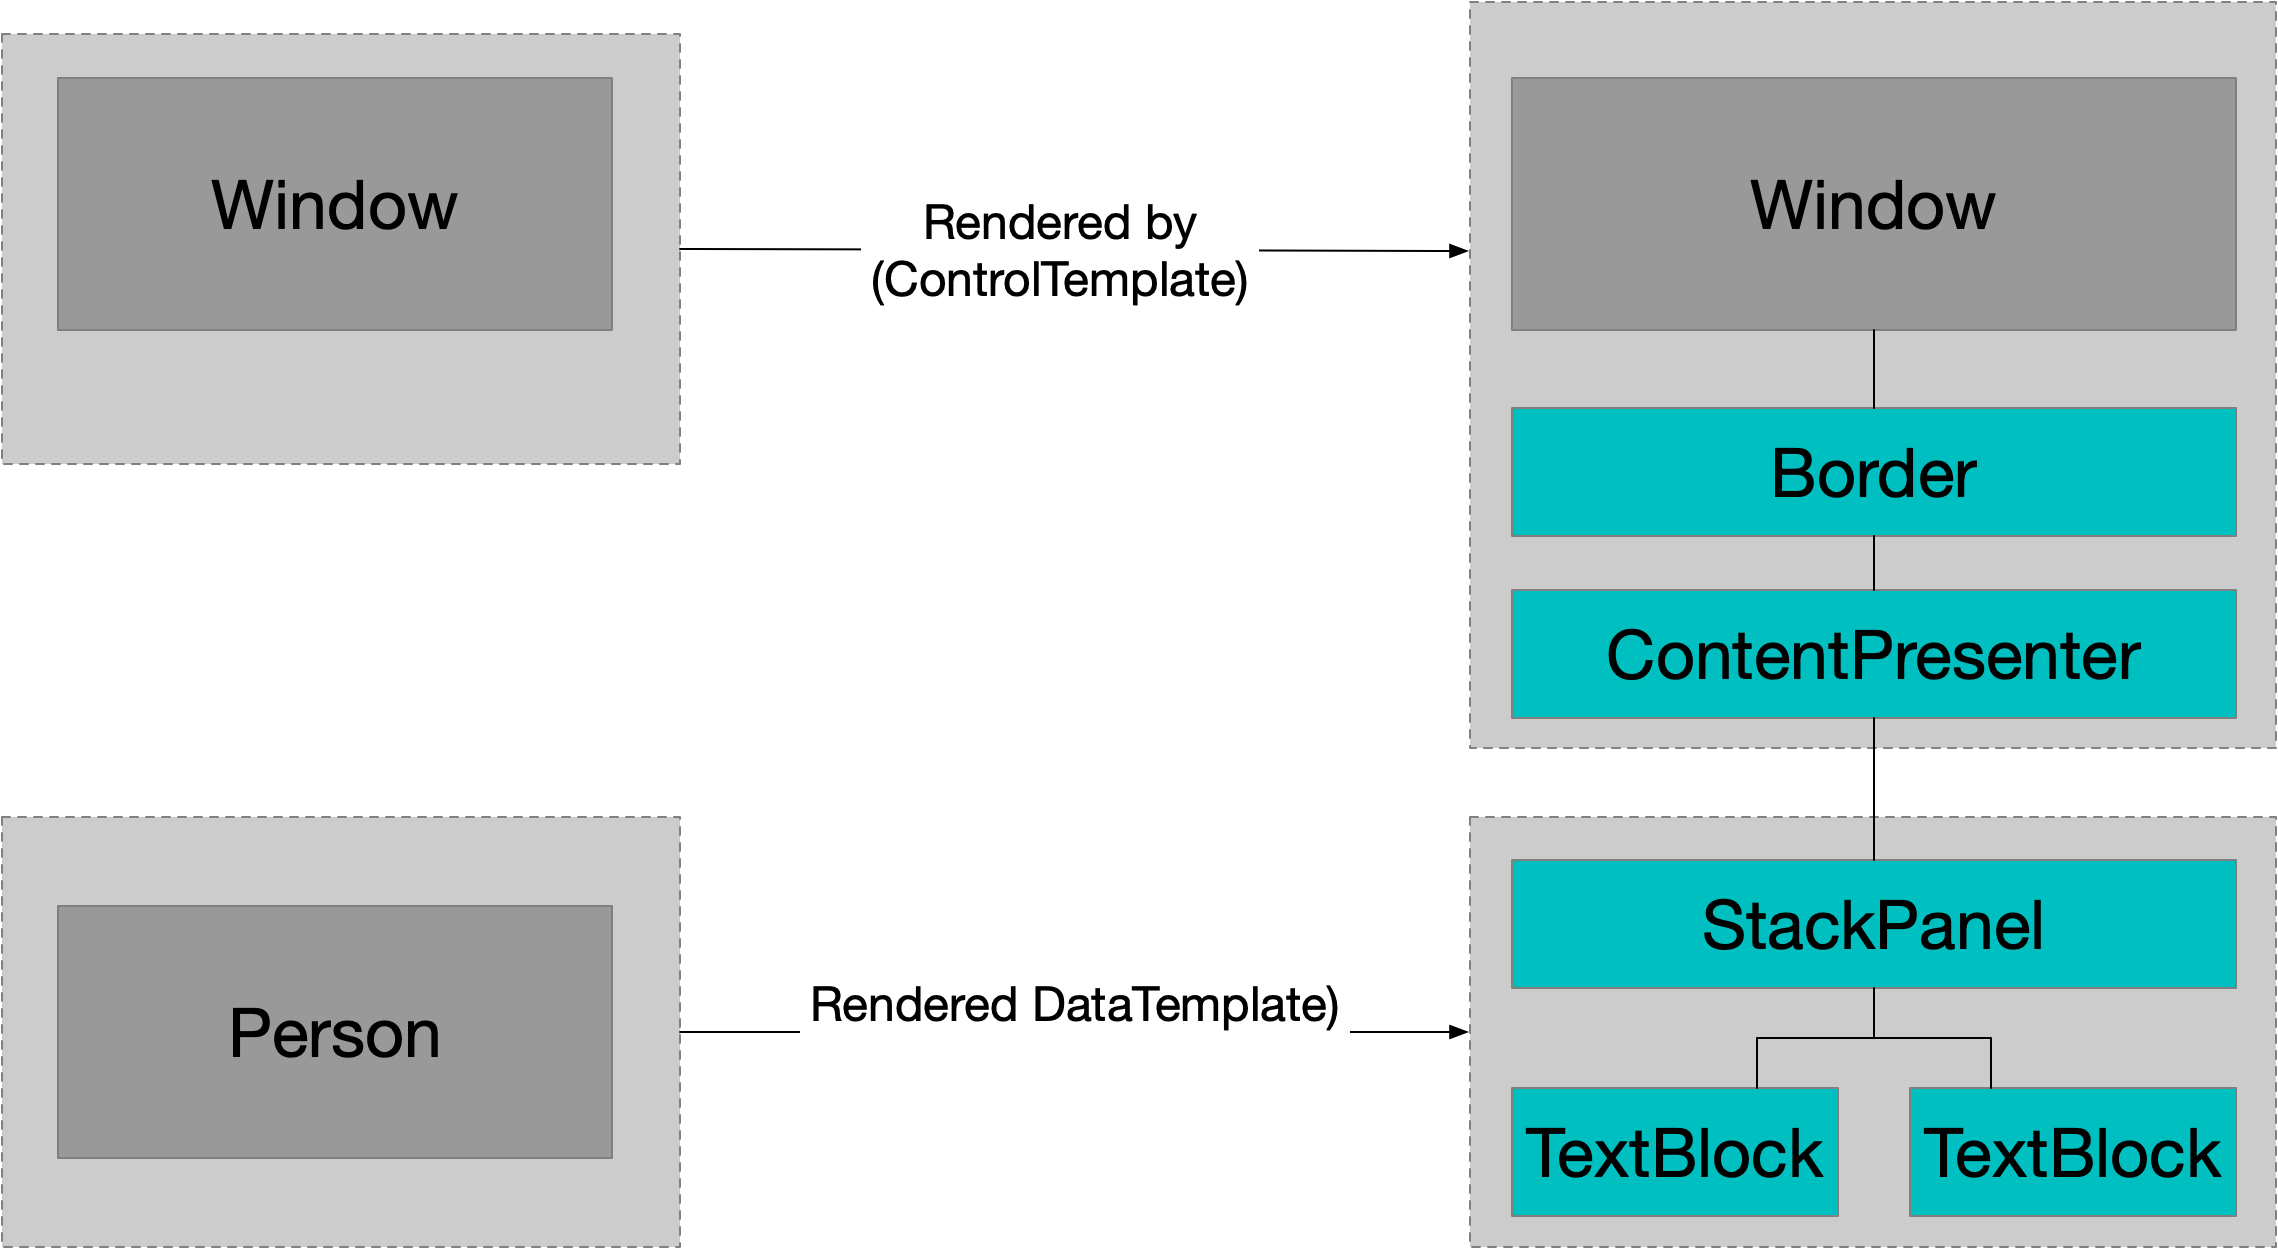 Window
Rendered by
(ControlTemplate)
Window
Border
ContentPresenter
Person
Rendered DataTemplate)
StackPanel
TextBlock
TextBlock